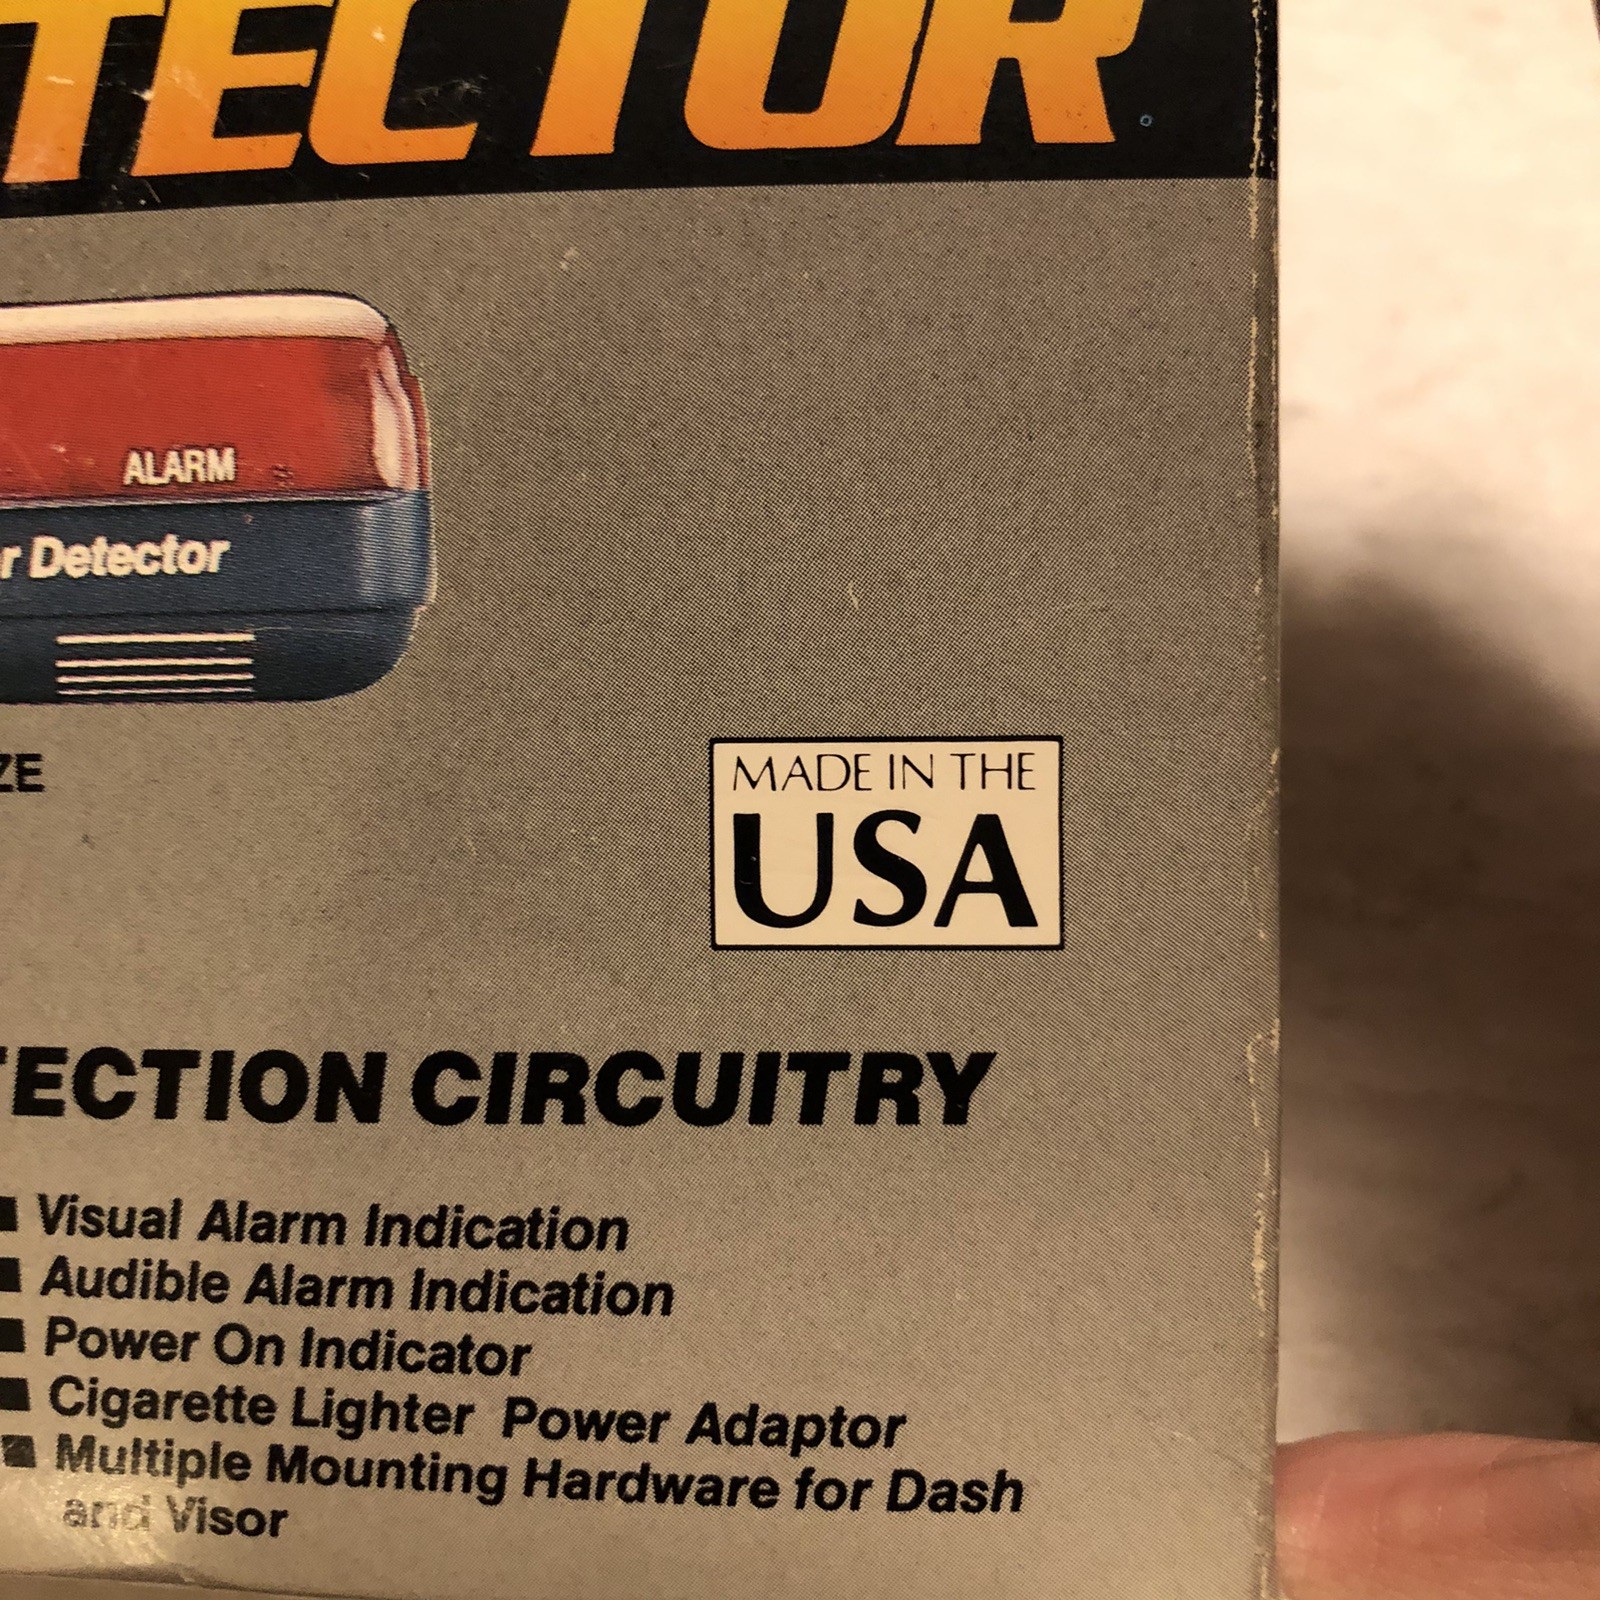 TECTOR
ALARM
r Detector
ZE
MADE IN THE
USA
TECTION CIRCUITRY
Visual Alarm Indication
Audible Alarm Indication
Power On Indicator
Cigarette Lighter Power Adaptor
Multiple Mounting Hardware for Dash
and Visor